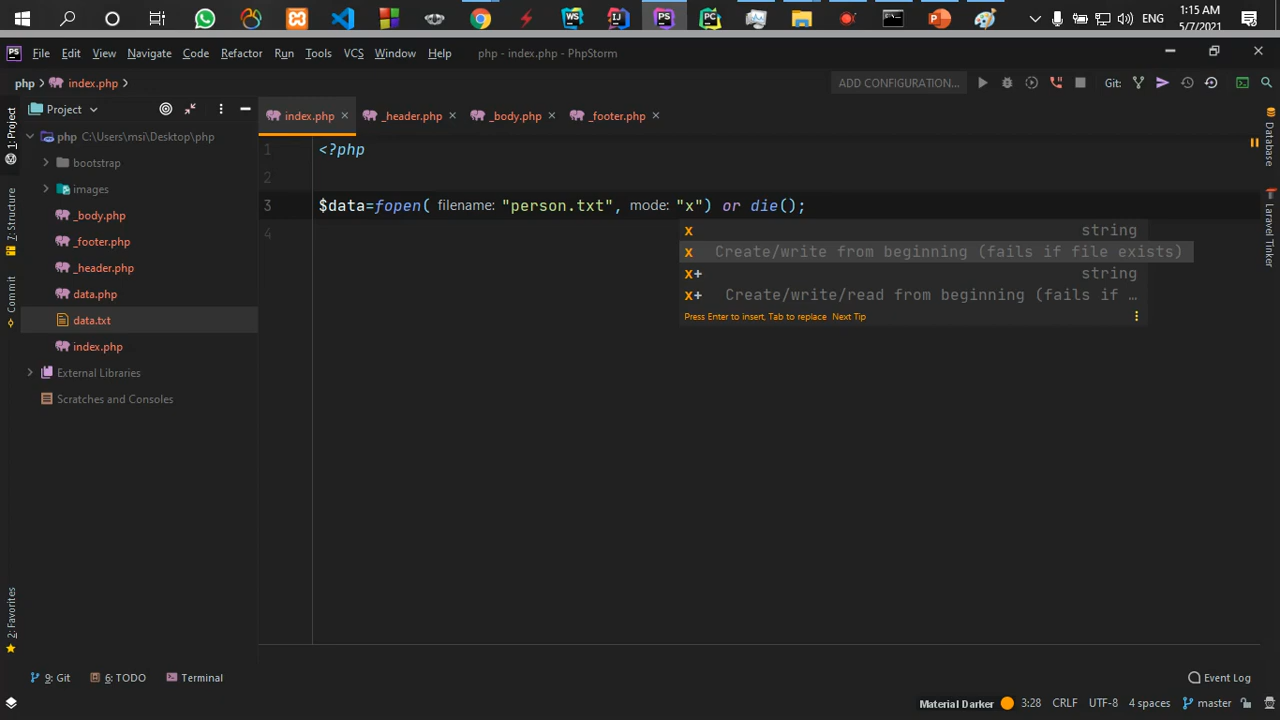 ENG
1:15 AM
5/7/2021
PS File Edit View Navigate Code Refactor Run Tools VCS Window Help php - index.php - PhpStorm
php index.php ADD CONFIGURATION... Git:
Project
index.php _header.php _body.php _footer.php
php C:\Users\msi\Desktop\php
bootstrap
images
_body.php
_footer.php
_header.php
data.php
data.txt
index.php
External Libraries
Scratches and Consoles
1: Project
7: Structure
Commit
2: Favorites
1 <?php
2
3 $data=fopen( filename: "person.txt", mode: "x") or die();
4
x string
x Create/write from beginning (fails if file exists)
x+ string
x+ Create/write/read from beginning (fails if …
Press Enter to insert, Tab to replace Next Tip
Database
Laravel Tinker
9: Git 6: TODO Terminal Event Log
Material Darker 3:28 CRLF UTF-8 4 spaces master